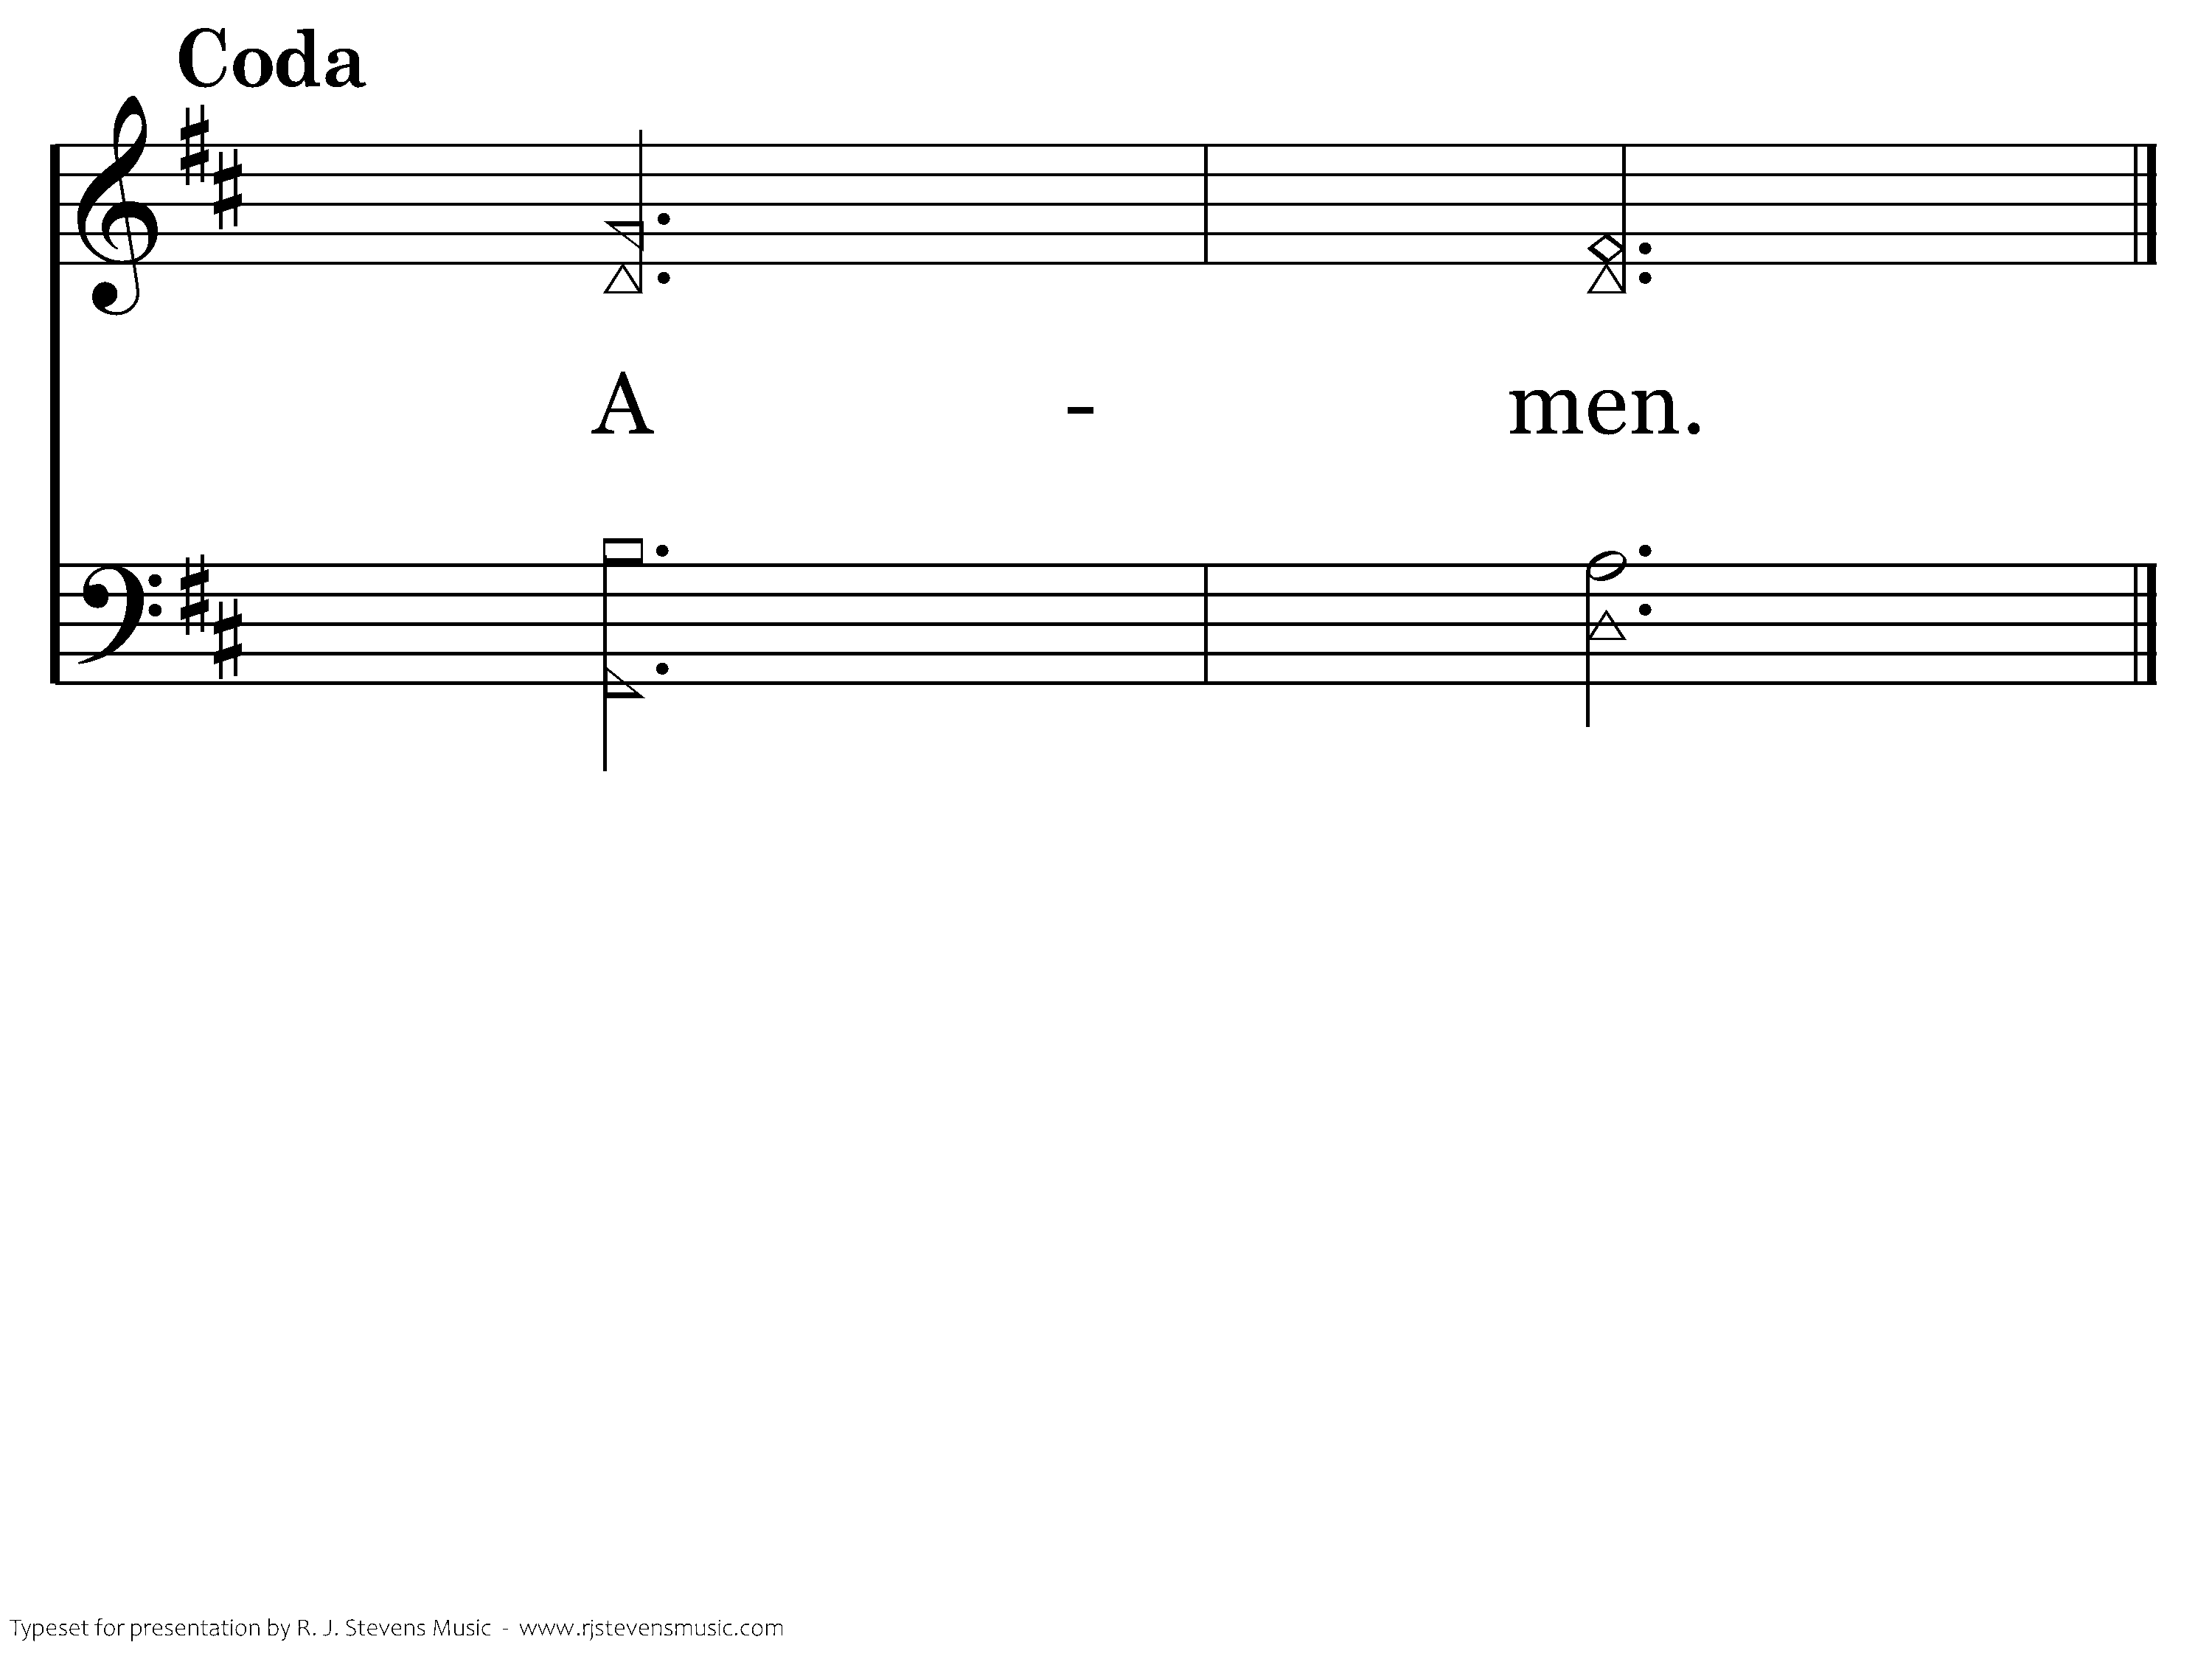 Coda
A - men.
Typeset for presentation by R. J. Stevens Music - www.rjstevensmusic.com